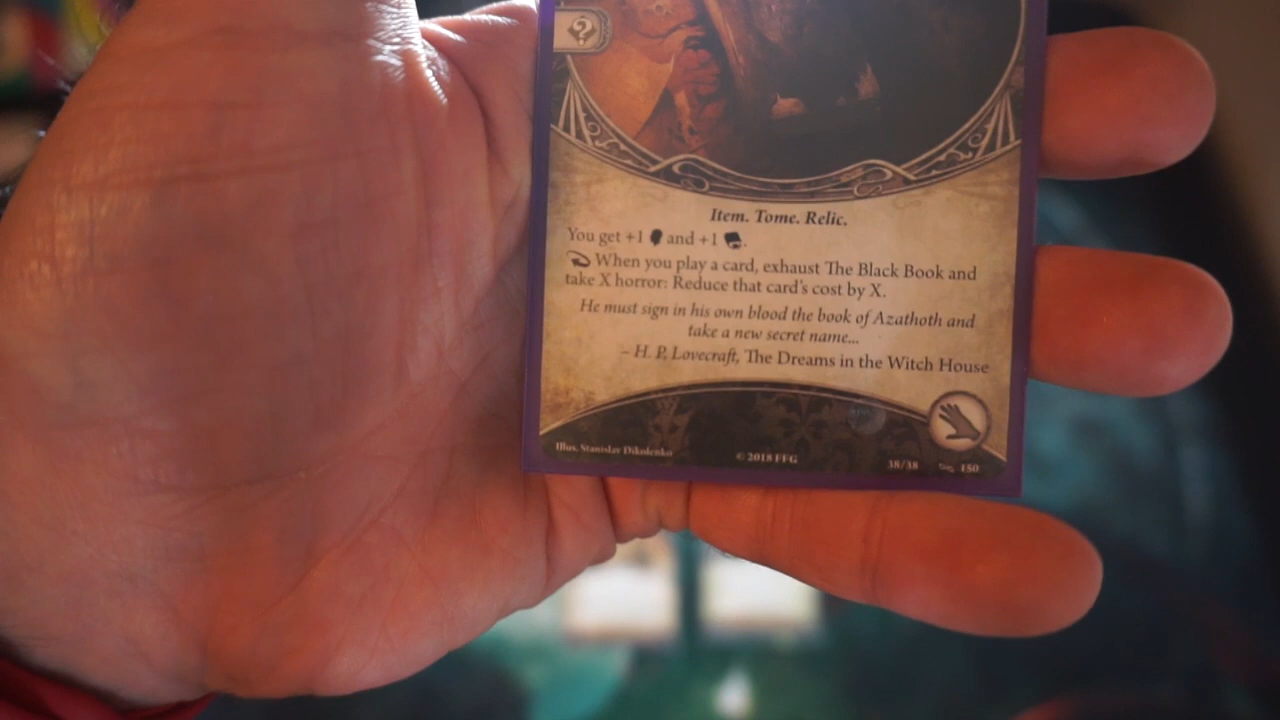 ?
Item. Tome. Relic.
You get +1 and +1 .
When you play a card, exhaust The Black Book and
take X horror: Reduce that card's cost by X.
He must sign in his own blood the book of Azathoth and
take a new secret name...
– H. P. Lovecraft, The Dreams in the Witch House
Illus. Stanislav Dikolenko
© 2018 FFG
38/38
150